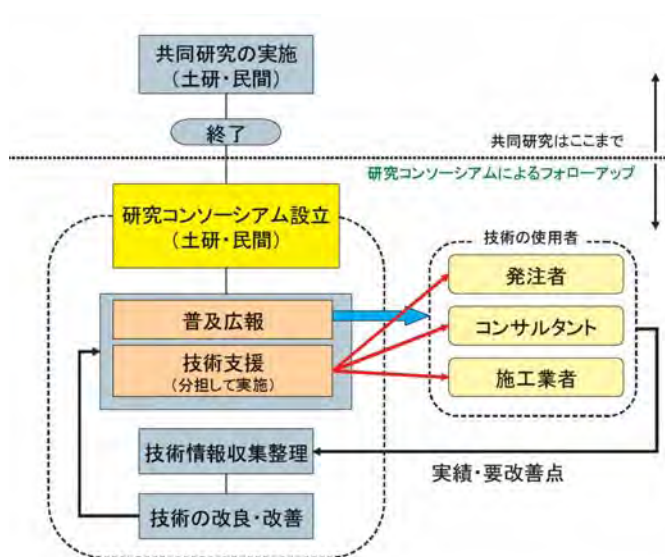 共同研究の実施
(土研・民間)
終了
共同研究はここまで
研究コンソーシアムによるフォローアップ
研究コンソーシアム設立
(土研・民間)
技術の使用者
発注者
普及広報
コンサルタント
技術支援
(分担して実施)
施工業者
技術情報収集整理
実績・要改善点
技術の改良・改善